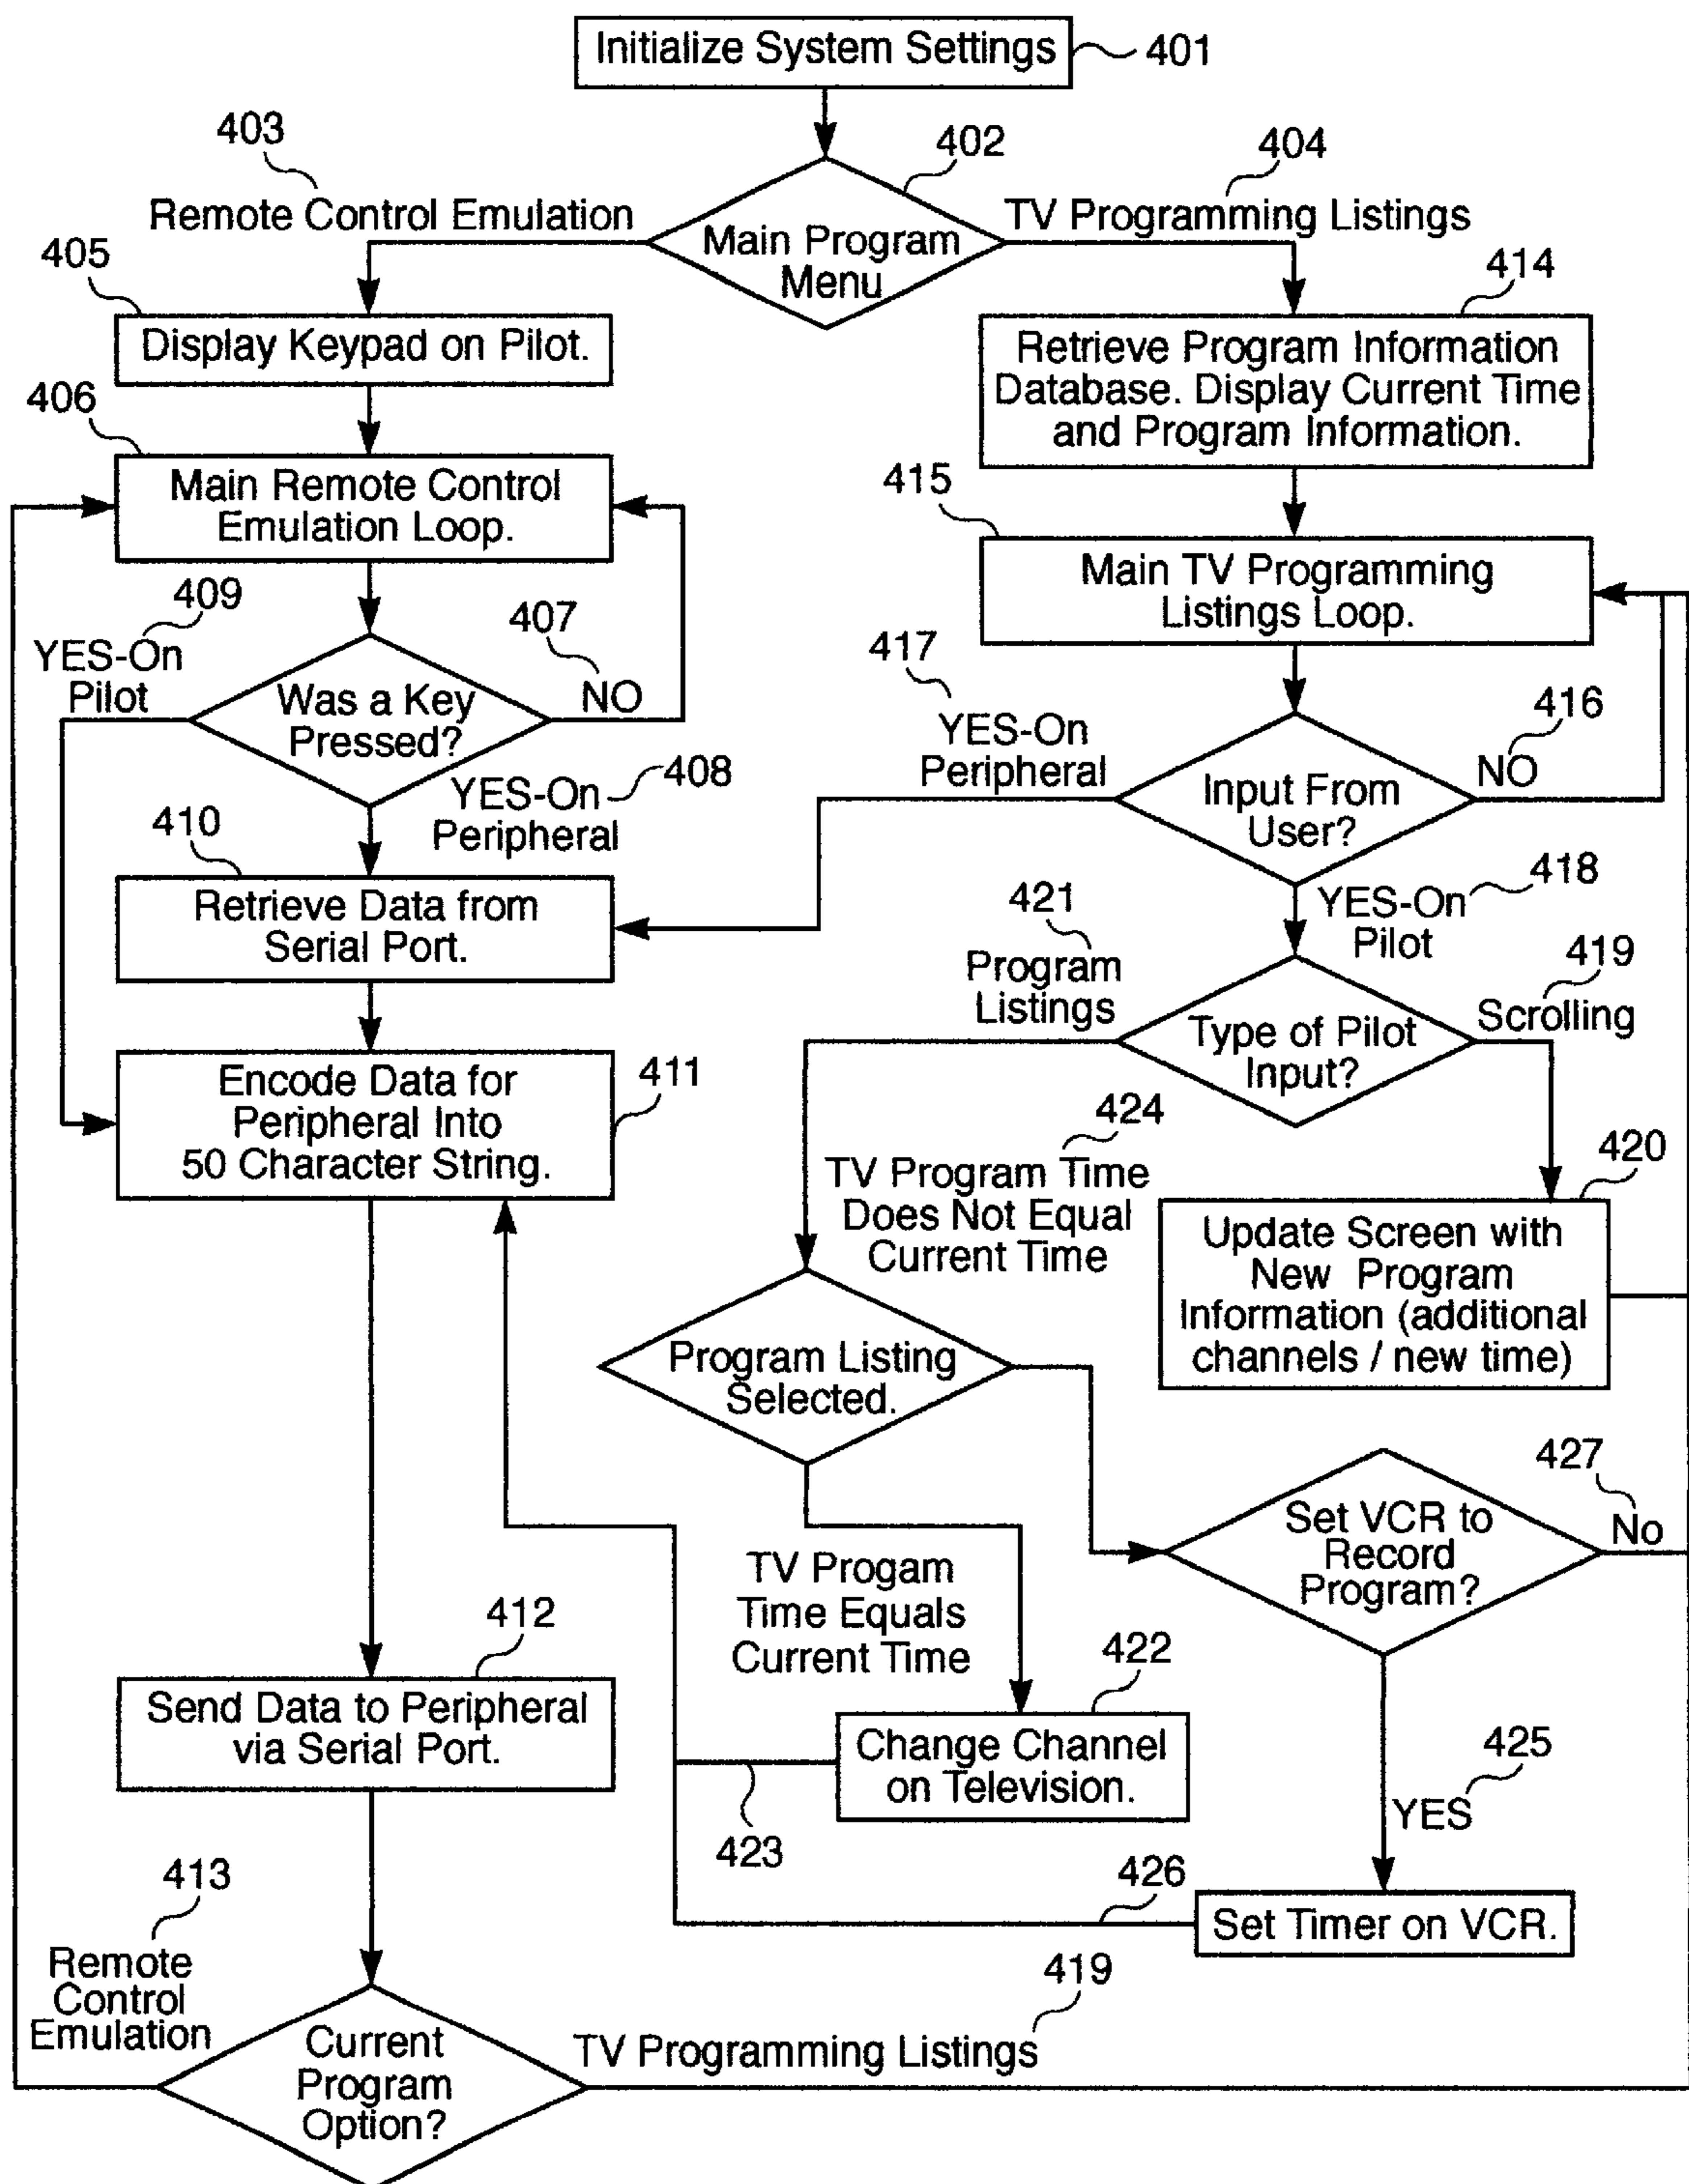 Initialize System Settings
401
403
402
404
Remote Control Emulation
TV Programming Listings
Main Program
Menu
405
414
Display Keypad on Pilot.
Retrieve Program Information
Database. Display Current Time
and Program Information.
406
Main Remote Control
Emulation Loop.
415
Main TV Programming
Listings Loop.
409
YES-On
Pilot
407
NO
Was a Key
Pressed?
417
YES-On
Peripheral
416
NO
Input From
User?
YES-On
Peripheral
408
410
Retrieve Data from
Serial Port.
YES-On
Pilot
418
421
Program
Listings
419
Scrolling
Type of Pilot
Input?
Encode Data for
Peripheral Into
50 Character String.
411
424
TV Program Time
Does Not Equal
Current Time
420
Update Screen with
New Program
Information (additional
channels / new time)
Program Listing
Selected.
427
No
Set VCR to
Record
Program?
TV Progam
Time Equals
Current Time
412
Send Data to Peripheral
via Serial Port.
422
Change Channel
on Television.
423
425
YES
426
Set Timer on VCR.
413
Remote
Control
Emulation
419
TV Programming Listings
Current
Program
Option?